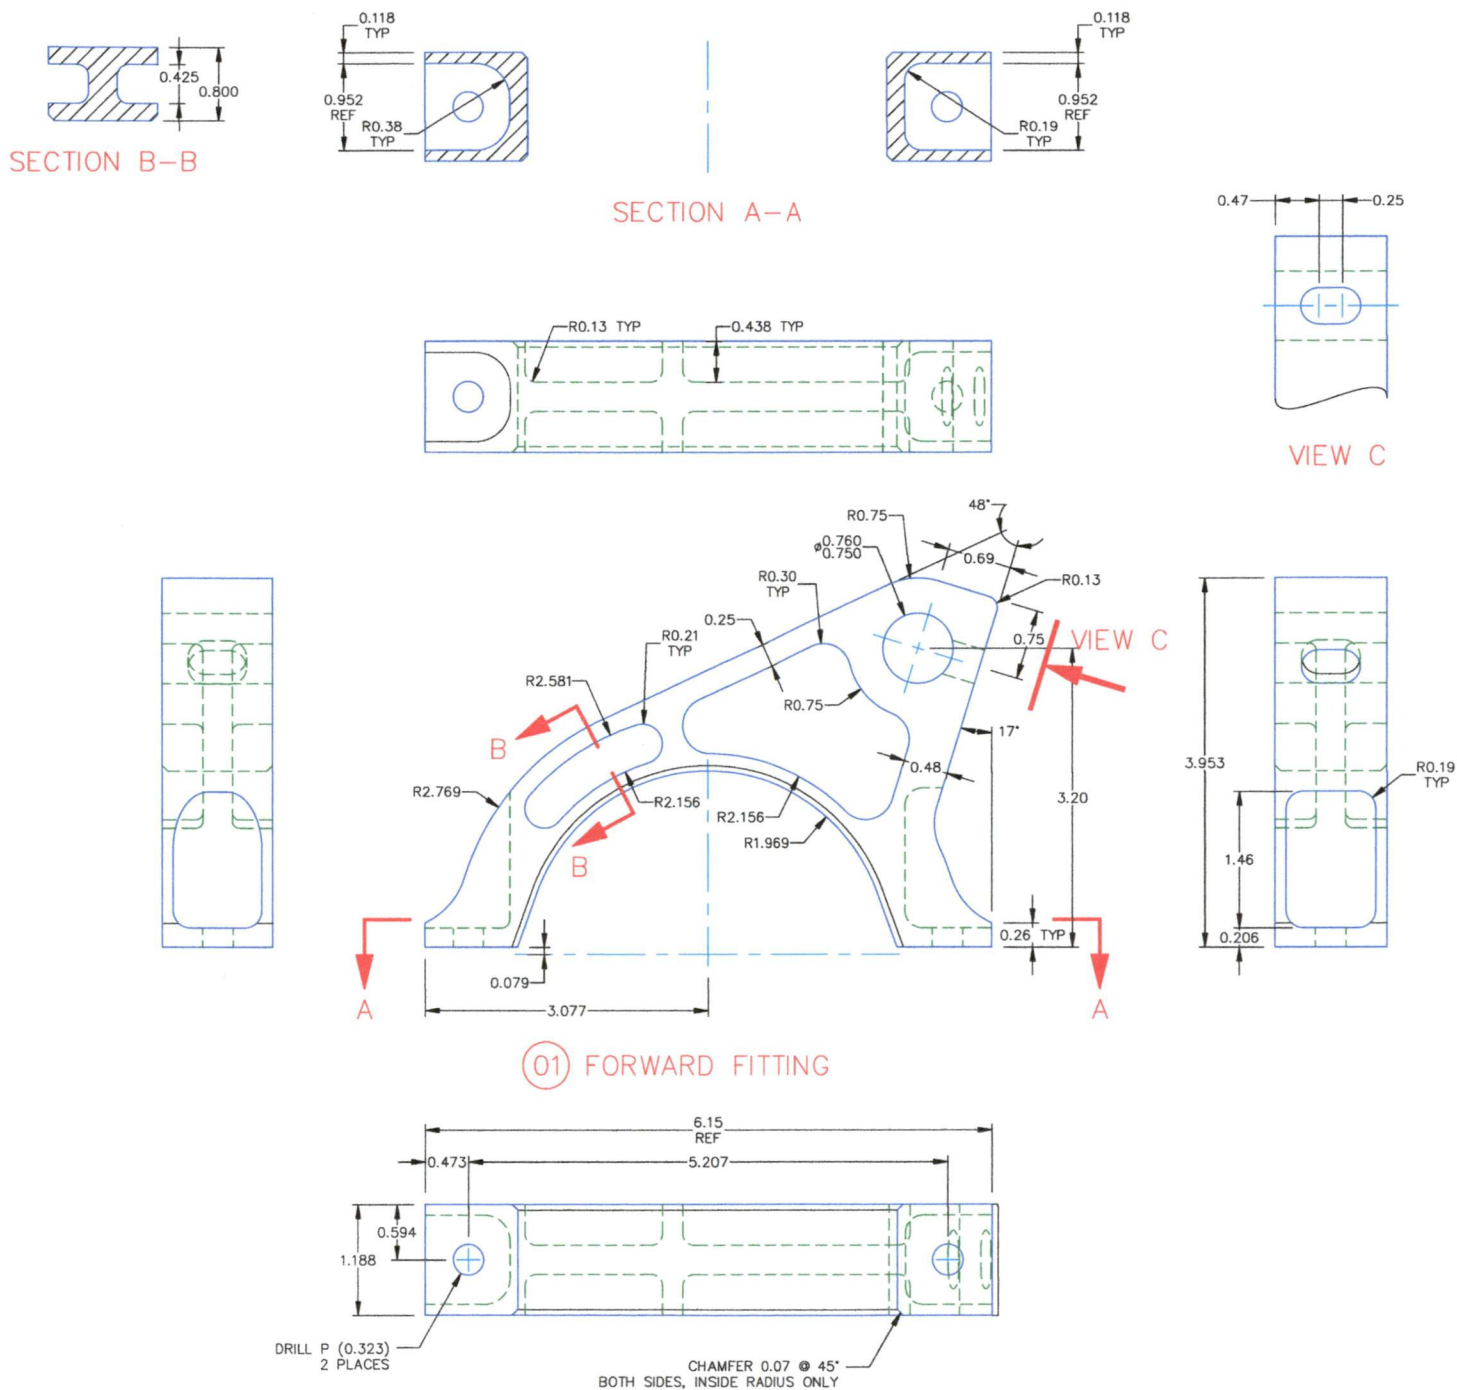 0.118
TYP
0.118
TYP
0.425
0.800
0.952
REF
R0.38
TYP
R0.19
TYP
0.952
REF
SECTION B-B
SECTION A-A
0.47
0.25
R0.13 TYP
0.438 TYP
VIEW C
48°
R0.75
ø0.760
0.750
0.69
R0.30
TYP
R0.13
0.25
R0.21
TYP
0.75
VIEW C
R2.581
R0.75
B
17°
0.48
3.953
R0.19
TYP
R2.769
R2.156
3.20
R2.156
R1.969
1.46
B
0.26 TYP
0.206
0.079
A
3.077
A
01 FORWARD FITTING
6.15
REF
0.473
5.207
0.594
1.188
DRILL P (0.323)
2 PLACES
CHAMFER 0.07 @ 45°
BOTH SIDES, INSIDE RADIUS ONLY